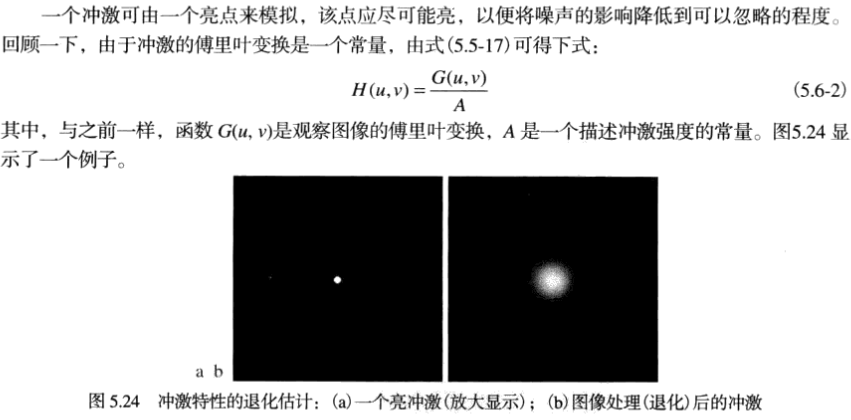 一个冲激可由一个亮点来模拟，该点应尽可能亮，以便将噪声的影响降低到可以忽略的程度。
回顾一下，由于冲激的傅里叶变换是一个常量，由式(5.5-17)可得下式：
H(u,v) = G(u,v) / A (5.6-2)
其中，与之前一样，函数 G(u, v)是观察图像的傅里叶变换，A 是一个描述冲激强度的常量。图5.24 显
示了一个例子。
a b
图 5.24 冲激特性的退化估计：(a)一个亮冲激(放大显示)；(b)图像处理(退化)后的冲激